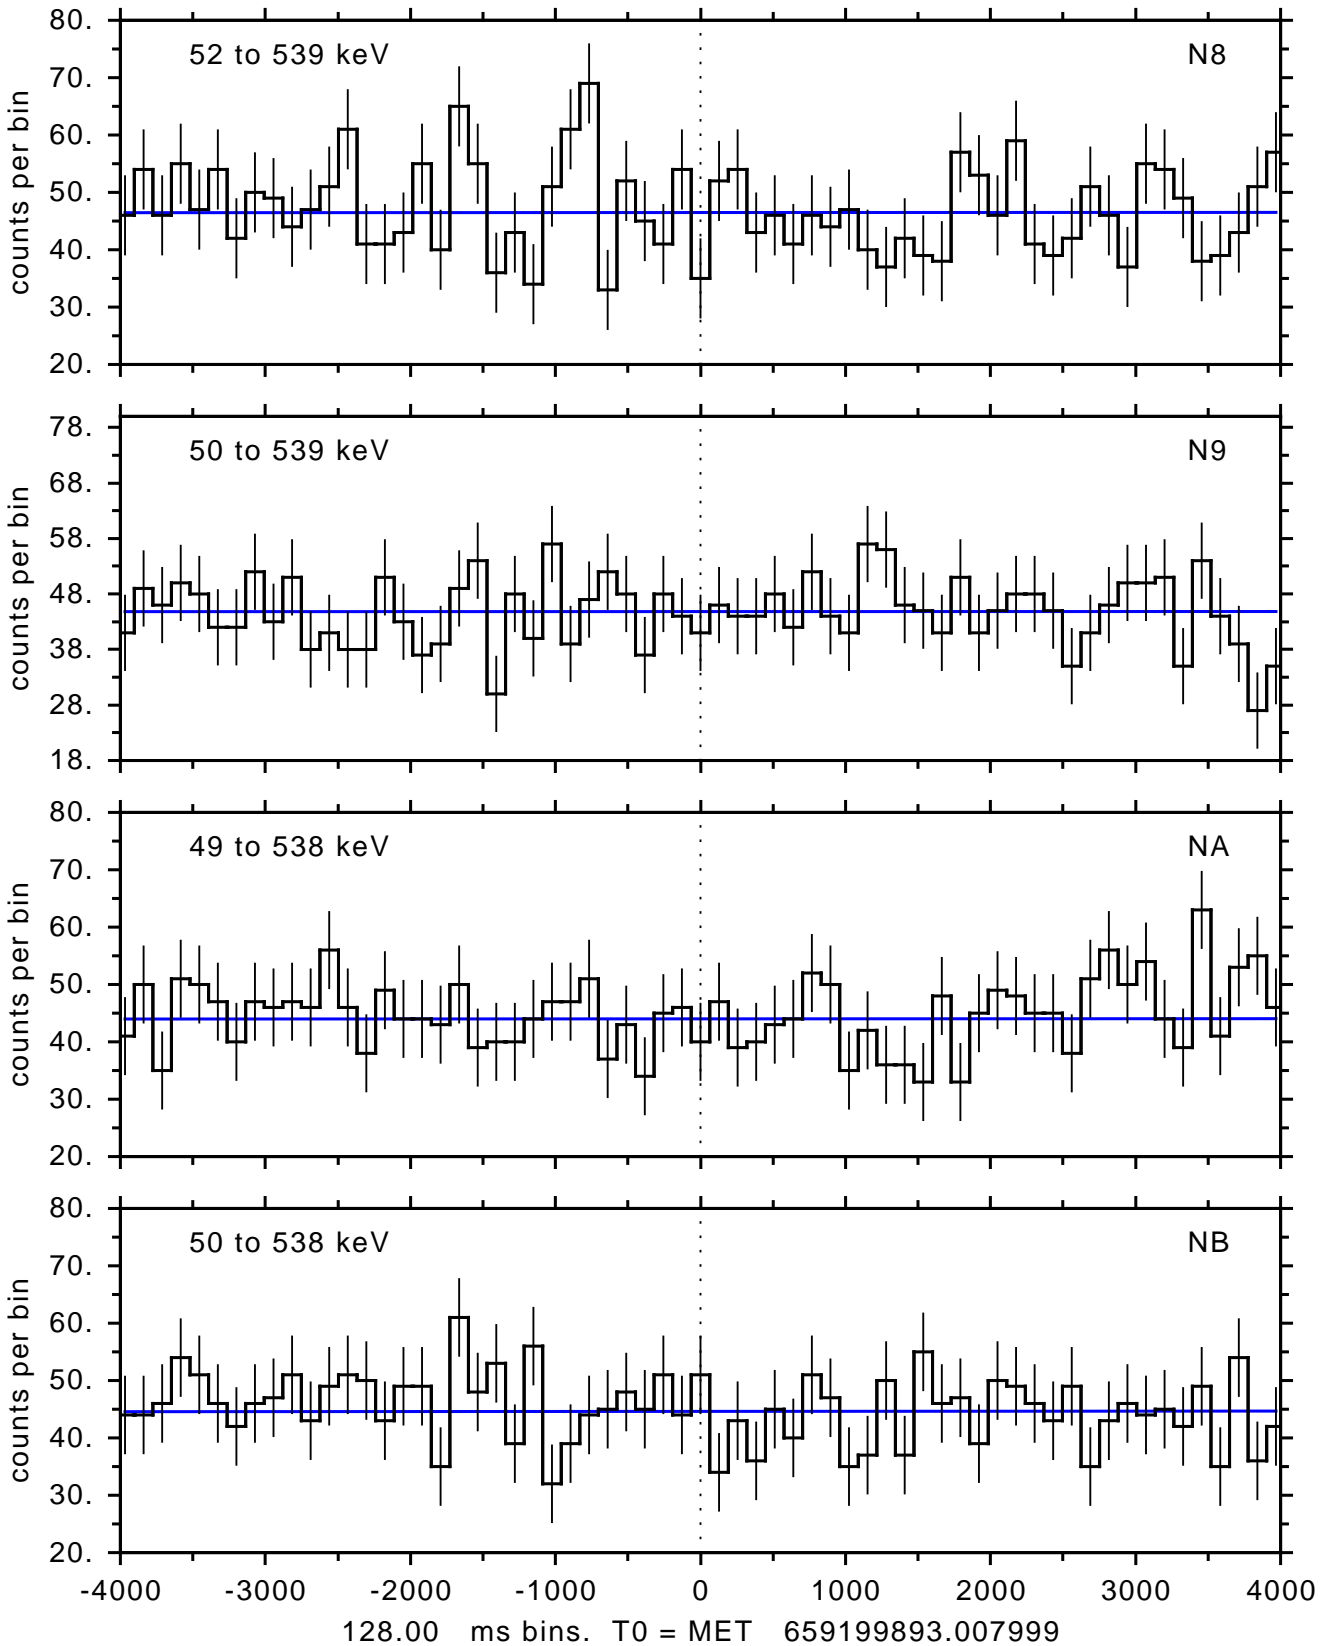 80.
52 to 539 keV N8
70.
60.
50.
40.
30.
20.
counts per bin
78.
50 to 539 keV N9
68.
58.
48.
38.
28.
18.
counts per bin
80.
49 to 538 keV NA
70.
60.
50.
40.
30.
20.
counts per bin
80.
50 to 538 keV NB
70.
60.
50.
40.
30.
20.
counts per bin
-4000 -3000 -2000 -1000 0 1000 2000 3000 4000
128.00 ms bins. T0 = MET 659199893.007999